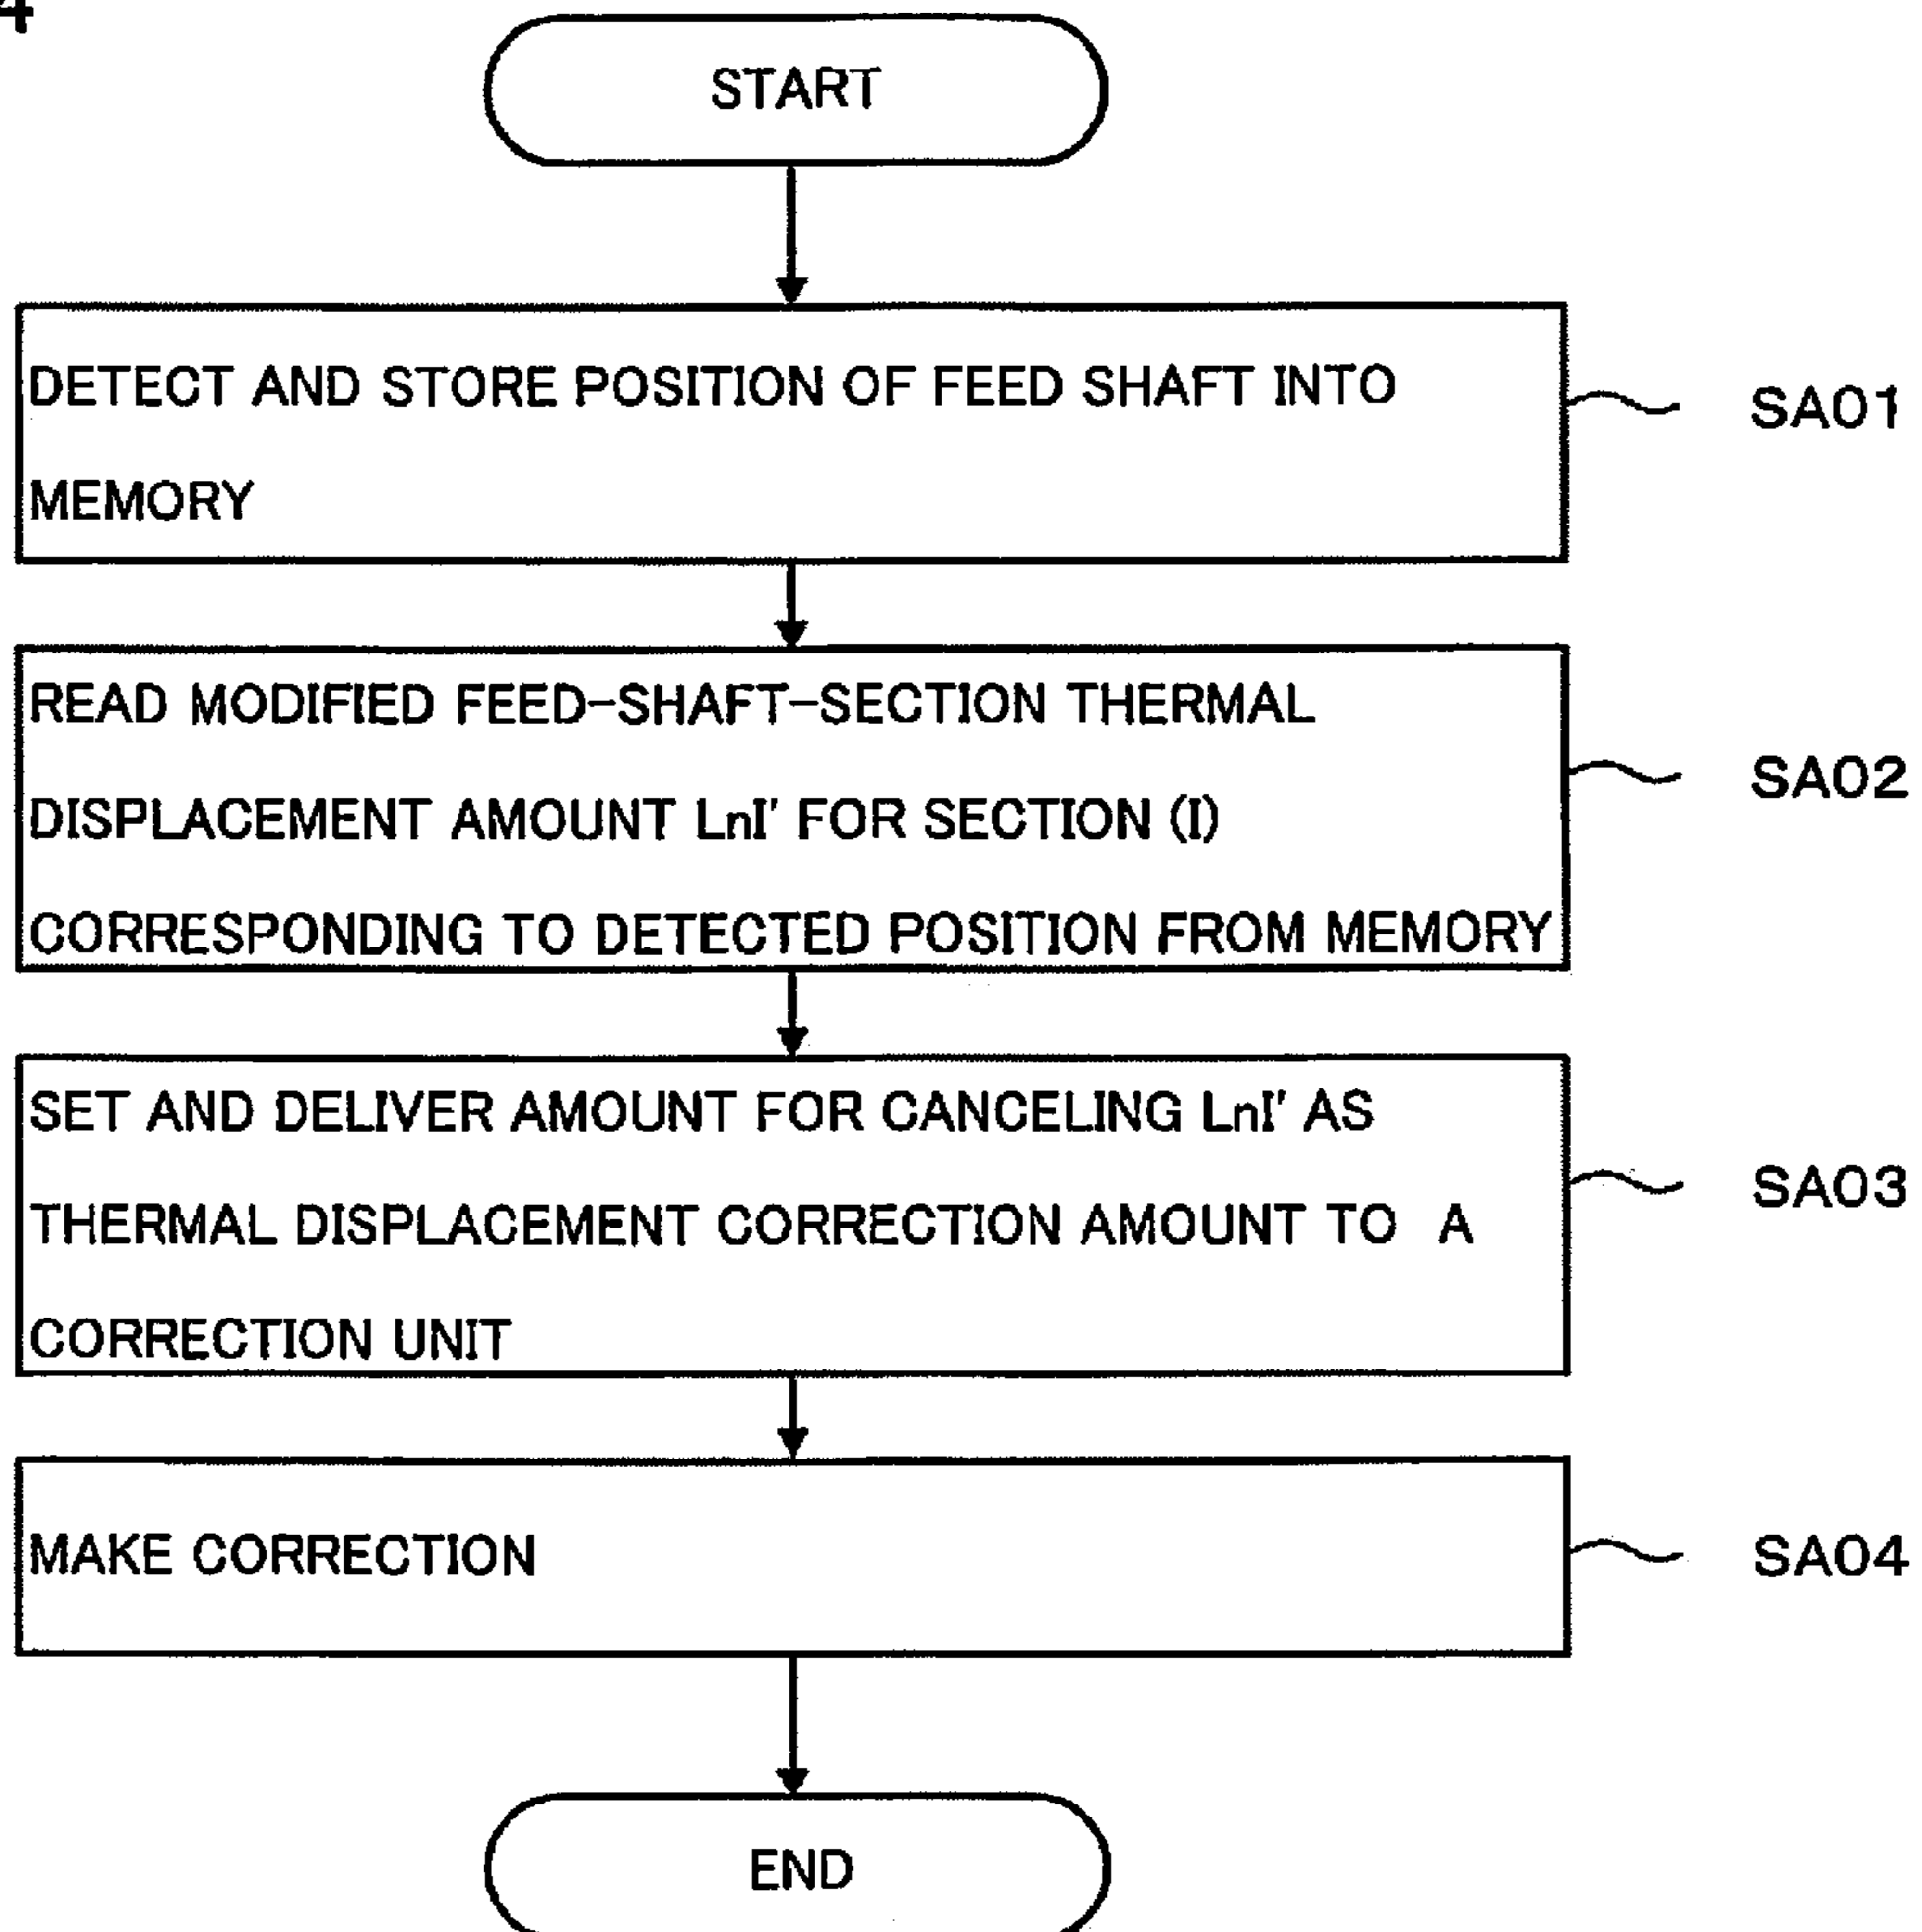 4
START
DETECT AND STORE POSITION OF FEED SHAFT INTO
MEMORY
SA01
READ MODIFIED FEED-SHAFT-SECTION THERMAL
DISPLACEMENT AMOUNT LnI' FOR SECTION (I)
CORRESPONDING TO DETECTED POSITION FROM MEMORY
SA02
SET AND DELIVER AMOUNT FOR CANCELING LnI' AS
THERMAL DISPLACEMENT CORRECTION AMOUNT TO A
CORRECTION UNIT
SA03
MAKE CORRECTION
SA04
END